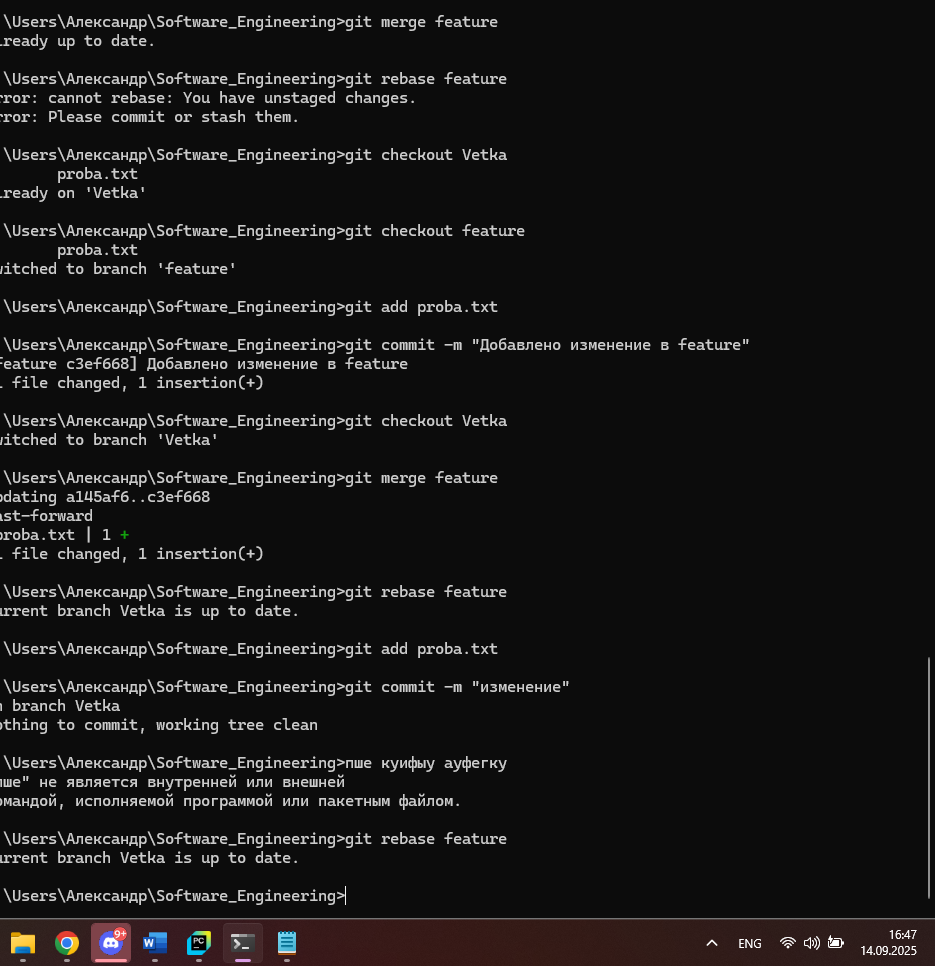 :\Users\Александр\Software_Engineering>git merge feature
lready up to date.
:\Users\Александр\Software_Engineering>git rebase feature
rror: cannot rebase: You have unstaged changes.
rror: Please commit or stash them.
:\Users\Александр\Software_Engineering>git checkout Vetka
proba.txt
lready on 'Vetka'
:\Users\Александр\Software_Engineering>git checkout feature
proba.txt
witched to branch 'feature'
:\Users\Александр\Software_Engineering>git add proba.txt
:\Users\Александр\Software_Engineering>git commit -m "Добавлено изменение в feature"
feature c3ef668] Добавлено изменение в feature
1 file changed, 1 insertion(+)
:\Users\Александр\Software_Engineering>git checkout Vetka
witched to branch 'Vetka'
:\Users\Александр\Software_Engineering>git merge feature
pdating a145af6..c3ef668
ast-forward
proba.txt | 1 +
1 file changed, 1 insertion(+)
:\Users\Александр\Software_Engineering>git rebase feature
urrent branch Vetka is up to date.
:\Users\Александр\Software_Engineering>git add proba.txt
:\Users\Александр\Software_Engineering>git commit -m "изменение"
n branch Vetka
othing to commit, working tree clean
:\Users\Александр\Software_Engineering>пше куифыу ауфегку
пше" не является внутренней или внешней
омандой, исполняемой программой или пакетным файлом.
:\Users\Александр\Software_Engineering>git rebase feature
urrent branch Vetka is up to date.
:\Users\Александр\Software_Engineering>
9+
W
PC
ENG
16:47
14.09.2025